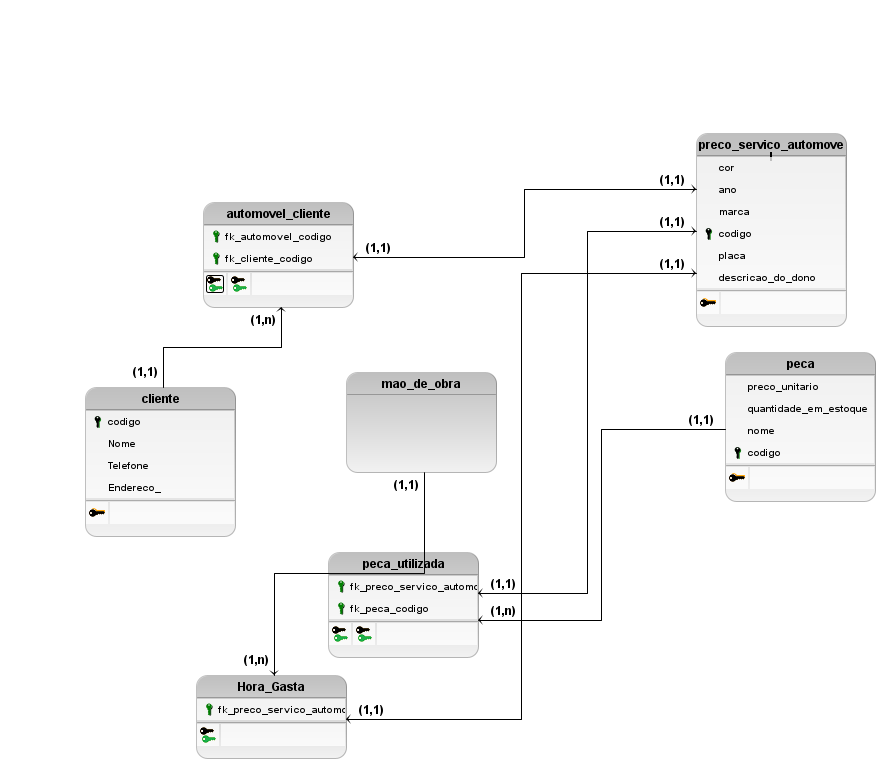 preco_servico_automove
l
cor
ano
marca
codigo
placa
descricao_do_dono
(1,1)
(1,1)
(1,1)
automovel_cliente
fk_automovel_codigo
fk_cliente_codigo
(1,1)
(1,n)
(1,1)
cliente
codigo
Nome
Telefone
Endereco_
mao_de_obra
(1,1)
peca
preco_unitario
quantidade_em_estoque
nome
codigo
(1,1)
peca_utilizada
fk_preco_servico_automo
fk_peca_codigo
(1,1)
(1,n)
(1,n)
Hora_Gasta
fk_preco_servico_automo
(1,1)